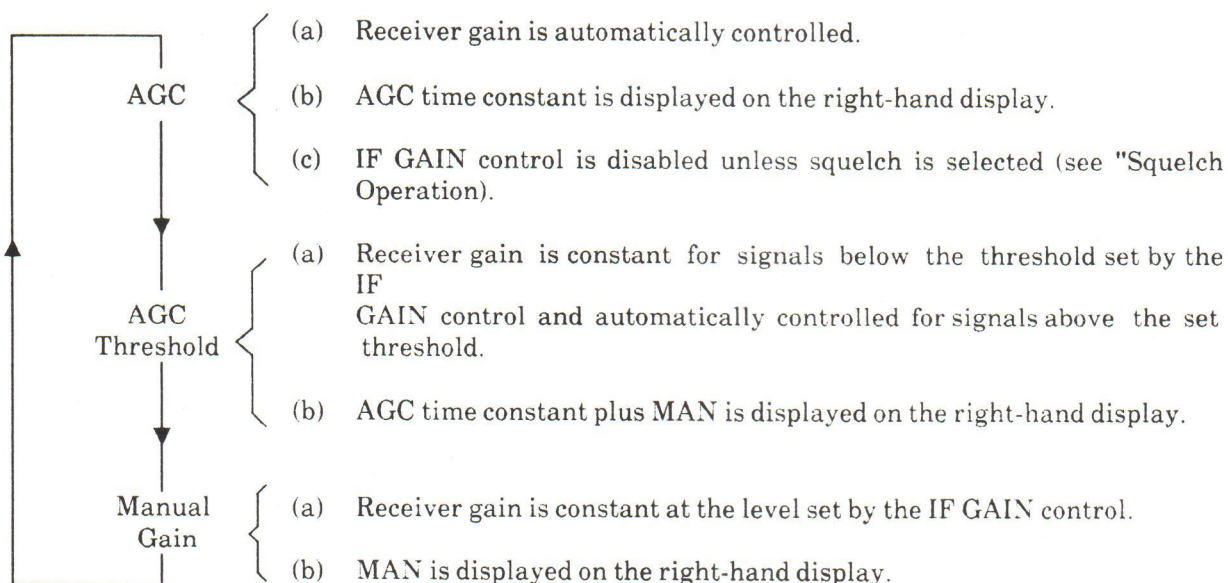 (a) Receiver gain is automatically controlled.
AGC
(b) AGC time constant is displayed on the right-hand display.
(c) IF GAIN control is disabled unless squelch is selected (see "Squelch
Operation).
(a) Receiver gain is constant for signals below the threshold set by the
IF
GAIN control and automatically controlled for signals above the set
threshold.
AGC
Threshold
(b) AGC time constant plus MAN is displayed on the right-hand display.
Manual
Gain
(a) Receiver gain is constant at the level set by the IF GAIN control.
(b) MAN is displayed on the right-hand display.